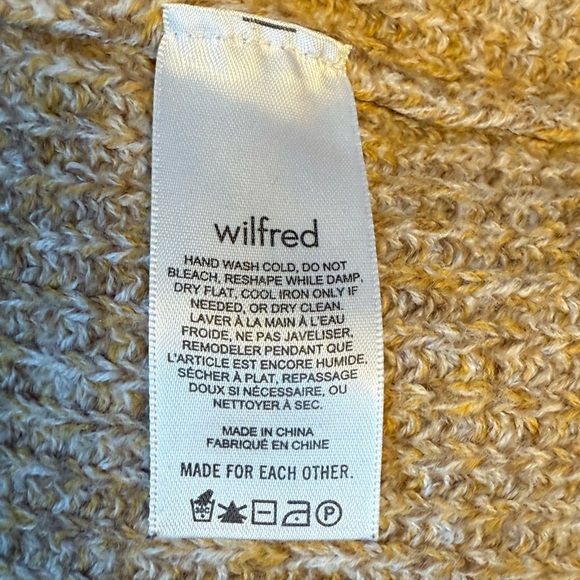 wilfred
HAND WASH COLD, DO NOT
BLEACH, RESHAPE WHILE DAMP,
DRY FLAT, COOL IRON ONLY IF
NEEDED, OR DRY CLEAN.
LAVER À LA MAIN À L'EAU
FROIDE, NE PAS JAVELISER,
REMODELER PENDANT QUE
L'ARTICLE EST ENCORE HUMIDE,
SÉCHER À PLAT, REPASSAGE
DOUX SI NÉCESSAIRE, OU
NETTOYER À SEC.
MADE IN CHINA
FABRIQUÉ EN CHINE
MADE FOR EACH OTHER.
P